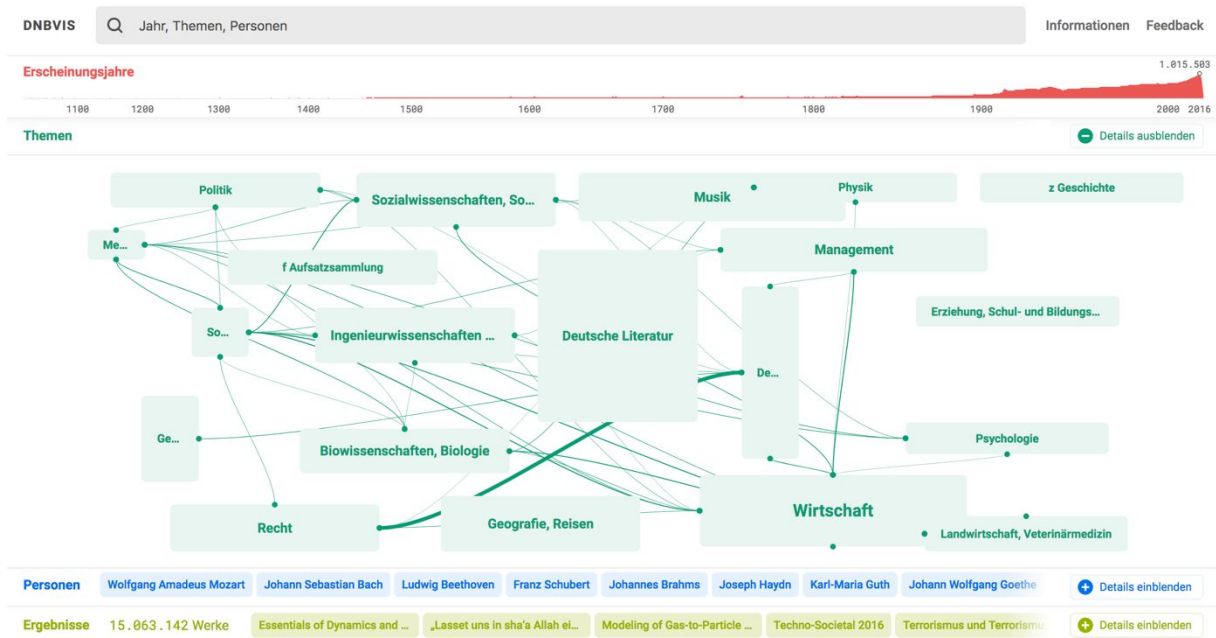 DNBVIS Jahr, Themen, Personen Informationen Feedback
1.015.503
Erscheinungsjahre
1100 1200 1300 1400 1500 1600 1700 1800 1900 2000 2016
Themen Details ausblenden
Politik Sozialwissenschaften, So... Musik Physik z Geschichte
Me... Management
f Aufsatzsammlung
Erziehung, Schul- und Bildungs...
So... Ingenieurwissenschaften ... Deutsche Literatur
De...
Ge... Psychologie
Biowissenschaften, Biologie
Wirtschaft
Recht Geografie, Reisen
Landwirtschaft, Veterinärmedizin
Personen Wolfgang Amadeus Mozart Johann Sebastian Bach Ludwig Beethoven Franz Schubert Johannes Brahms Joseph Haydn Karl-Maria Guth Johann Wolfgang Goethe Details einblenden
Ergebnisse 15.063.142 Werke Essentials of Dynamics and ... „Lasset uns in sha'a Allah ei... Modeling of Gas-to-Particle ... Techno-Societal 2016 Terrorismus und Terrorismu Details einblenden